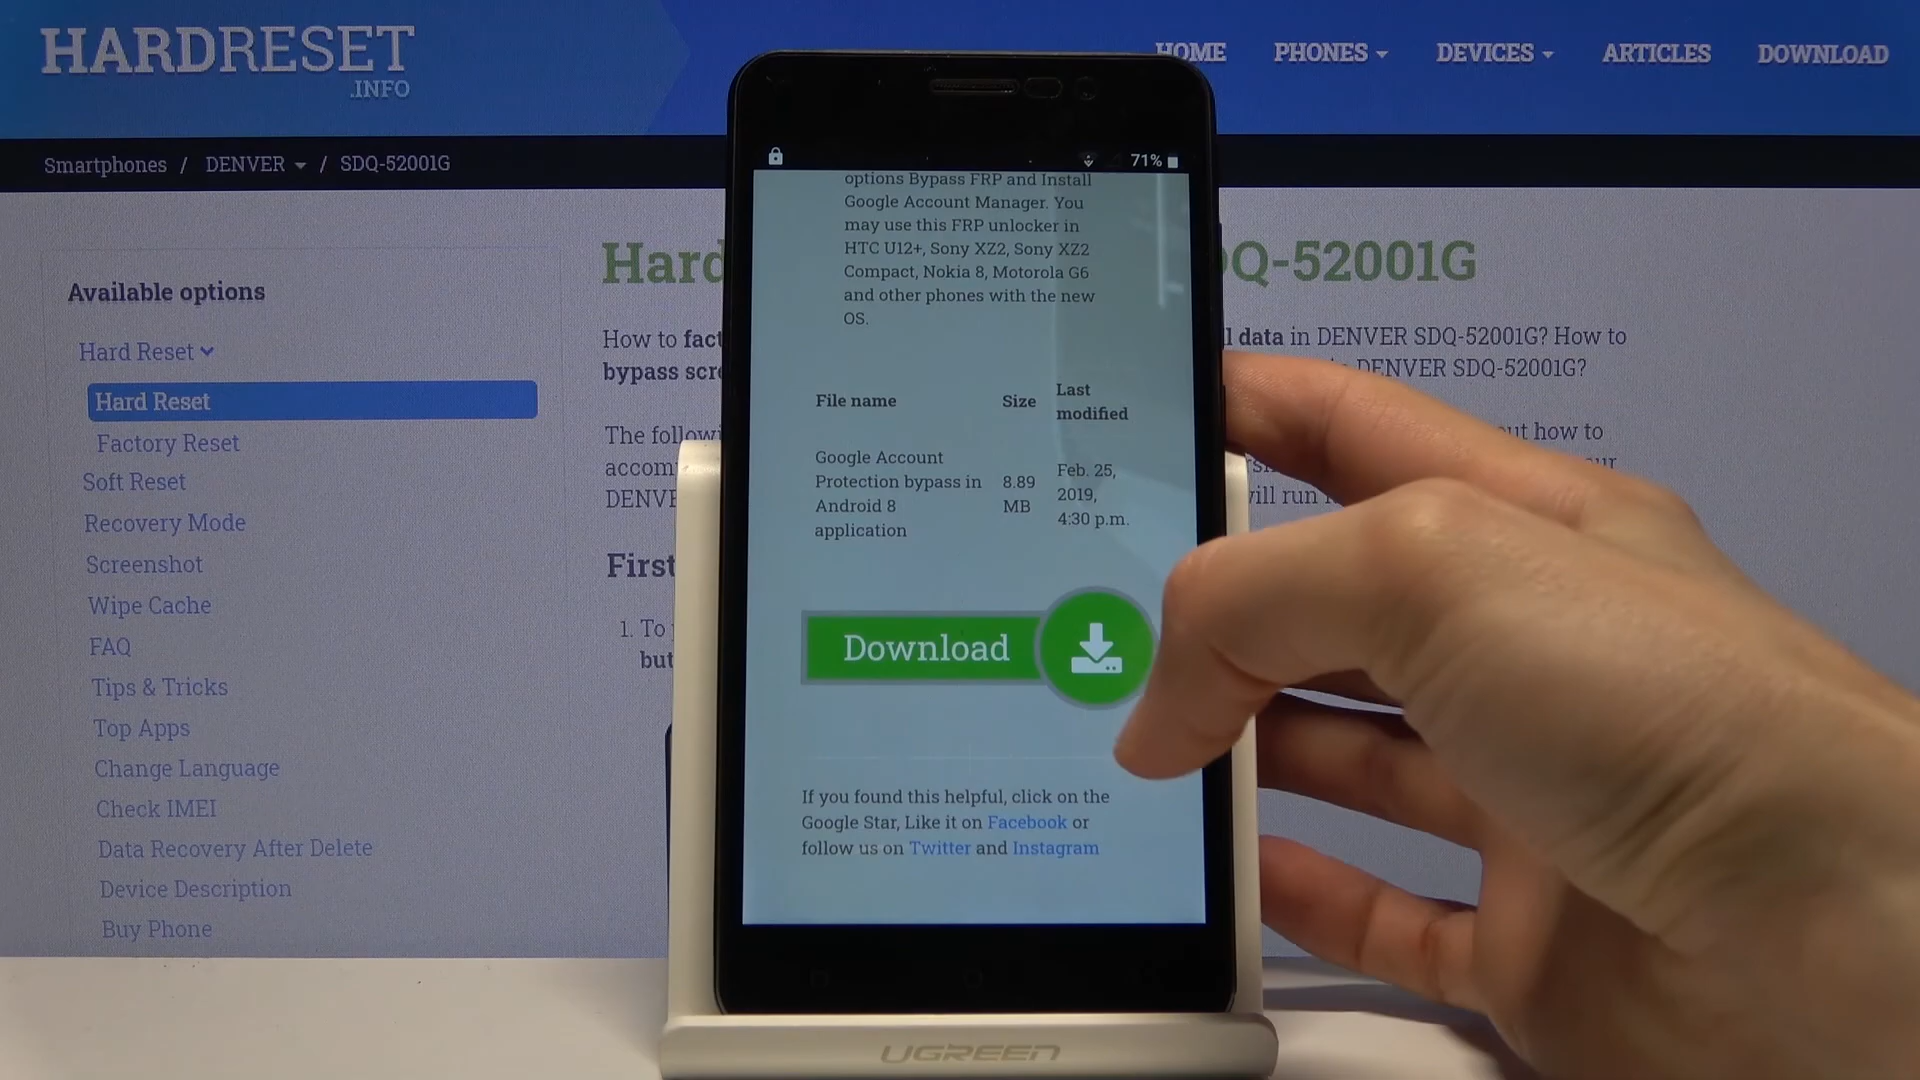 HARDRESET
.INFO
HOME PHONES DEVICES ARTICLES DOWNLOAD
Smartphones / DENVER / SDQ-52001G
Available options
Hard Reset
Hard Reset
Factory Reset
Soft Reset
Recovery Mode
Screenshot
Wipe Cache
FAQ
Tips & Tricks
Top Apps
Change Language
Check IMEI
Data Recovery After Delete
Device Description
Buy Phone
Hard
Q-52001G
How to
data in DENVER SDQ-52001G? How to
bypass
DENVER SDQ-52001G?
The
how to
will run
First
1. To
71%
options Bypass FRP and Install
Google Account Manager. You
may use this FRP unlocker in
HTC U12+, Sony XZ2, Sony XZ2
Compact, Nokia 8, Motorola G6
and other phones with the new
OS.
File name Size Last modified
Google Account
Protection bypass in
Android 8
application
8.89
MB
Feb. 25,
2019,
4:30 p.m.
Download
If you found this helpful, click on the
Google Star, Like it on Facebook or
follow us on Twitter and Instagram
UGREEN